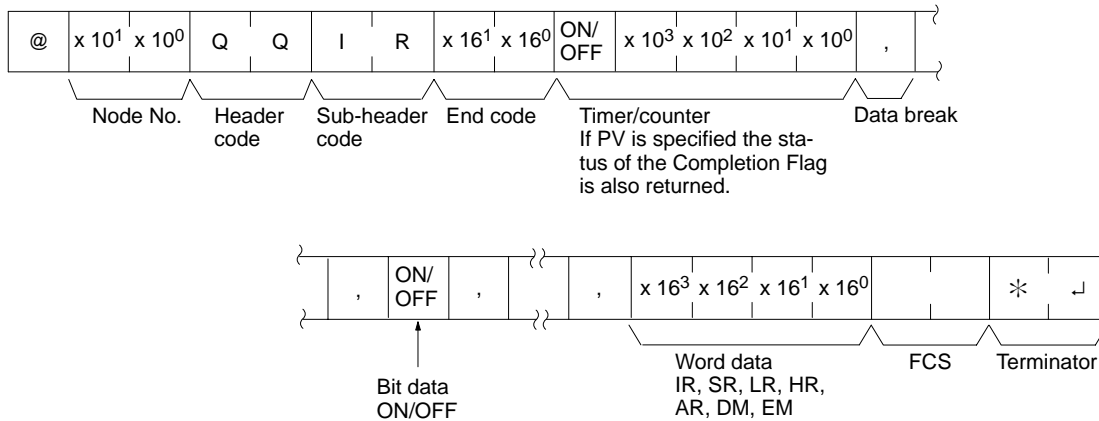 @ x 10¹ x 10⁰ Q Q I R x 16¹ x 16⁰ ON/OFF x 10³ x 10² x 10¹ x 10⁰ ,
Node No.
Header
code
Sub-header
code
End code
Timer/counter
If PV is specified the sta-
tus of the Completion Flag
is also returned.
Data break
, ON/OFF , , x 16³ x 16² x 16¹ x 16⁰ * ↵
Bit data
ON/OFF
Word data
IR, SR, LR, HR,
AR, DM, EM
FCS
Terminator